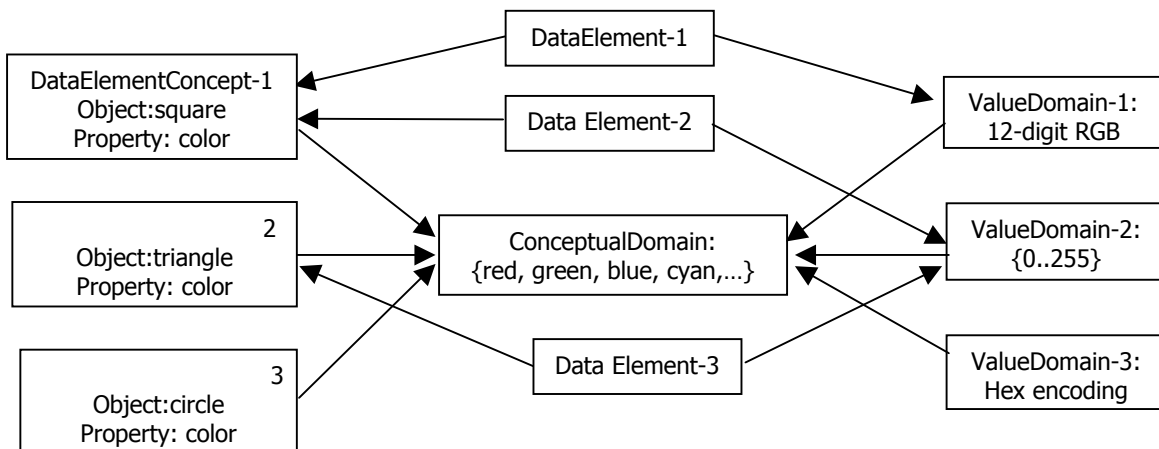 DataElement-1
DataElementConcept-1
Object:square
Property: color
Data Element-2
ValueDomain-1:
12-digit RGB
2
Object:triangle
Property: color
ConceptualDomain:
{red, green, blue, cyan,...}
ValueDomain-2:
{0..255}
3
Object:circle
Property: color
Data Element-3
ValueDomain-3:
Hex encoding